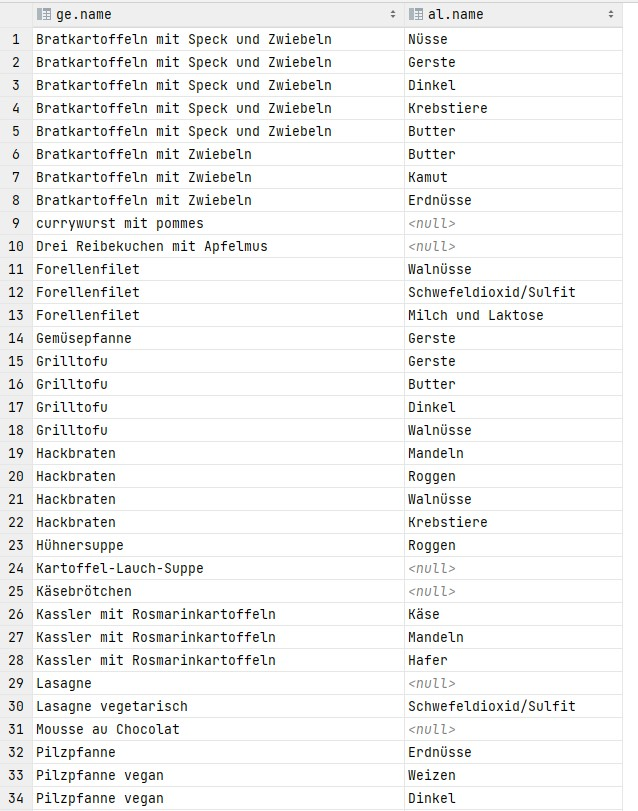 ge.name al.name
1 Bratkartoffeln mit Speck und Zwiebeln Nüsse
2 Bratkartoffeln mit Speck und Zwiebeln Gerste
3 Bratkartoffeln mit Speck und Zwiebeln Dinkel
4 Bratkartoffeln mit Speck und Zwiebeln Krebstiere
5 Bratkartoffeln mit Speck und Zwiebeln Butter
6 Bratkartoffeln mit Zwiebeln Butter
7 Bratkartoffeln mit Zwiebeln Kamut
8 Bratkartoffeln mit Zwiebeln Erdnüsse
9 currywurst mit pommes <null>
10 Drei Reibekuchen mit Apfelmus <null>
11 Forellenfilet Walnüsse
12 Forellenfilet Schwefeldioxid/Sulfit
13 Forellenfilet Milch und Laktose
14 Gemüsepfanne Gerste
15 Grilltofu Gerste
16 Grilltofu Butter
17 Grilltofu Dinkel
18 Grilltofu Walnüsse
19 Hackbraten Mandeln
20 Hackbraten Roggen
21 Hackbraten Walnüsse
22 Hackbraten Krebstiere
23 Hühnersuppe Roggen
24 Kartoffel-Lauch-Suppe <null>
25 Käsebrötchen <null>
26 Kassler mit Rosmarinkartoffeln Käse
27 Kassler mit Rosmarinkartoffeln Mandeln
28 Kassler mit Rosmarinkartoffeln Hafer
29 Lasagne <null>
30 Lasagne vegetarisch Schwefeldioxid/Sulfit
31 Mousse au Chocolat <null>
32 Pilzpfanne Erdnüsse
33 Pilzpfanne vegan Weizen
34 Pilzpfanne vegan Dinkel